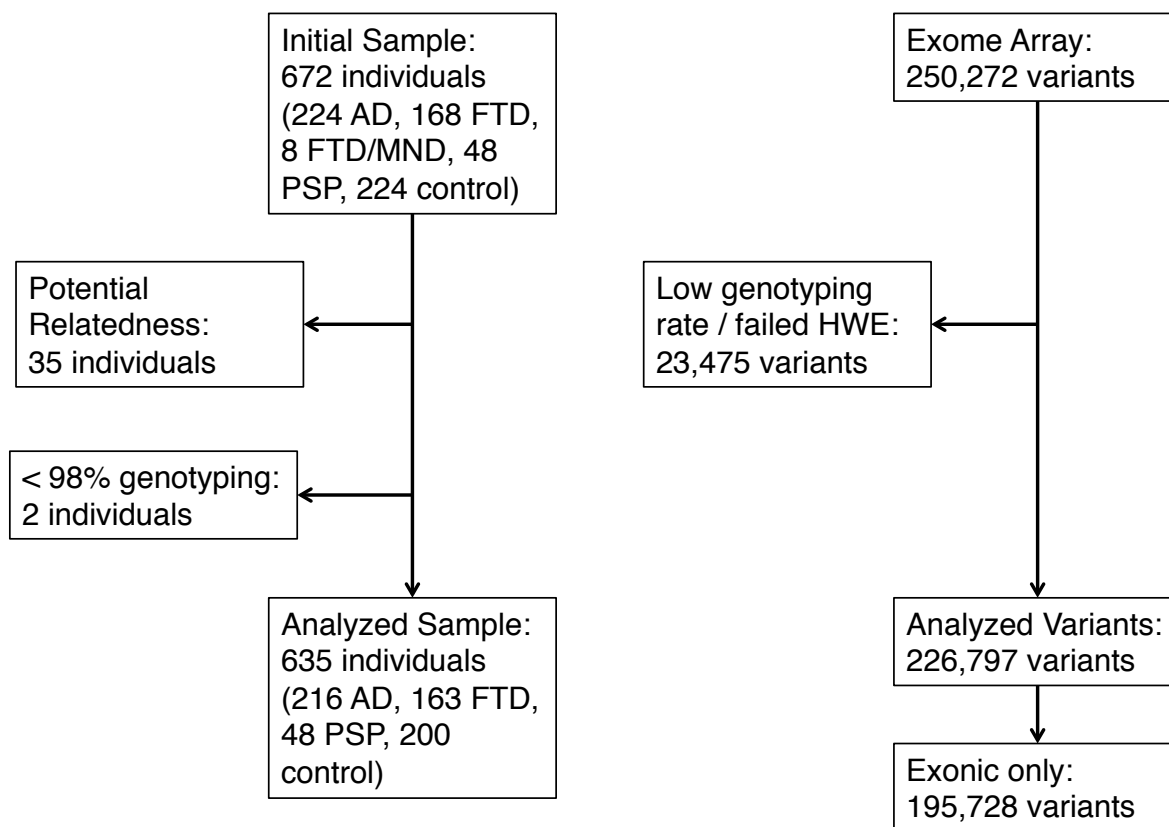 Initial Sample:
672 individuals
(224 AD, 168 FTD,
8 FTD/MND, 48
PSP, 224 control)
Potential
Relatedness:
35 individuals
< 98% genotyping:
2 individuals
Analyzed Sample:
635 individuals
(216 AD, 163 FTD,
48 PSP, 200
control)
Exome Array:
250,272 variants
Low genotyping
rate / failed HWE:
23,475 variants
Analyzed Variants:
226,797 variants
Exonic only:
195,728 variants